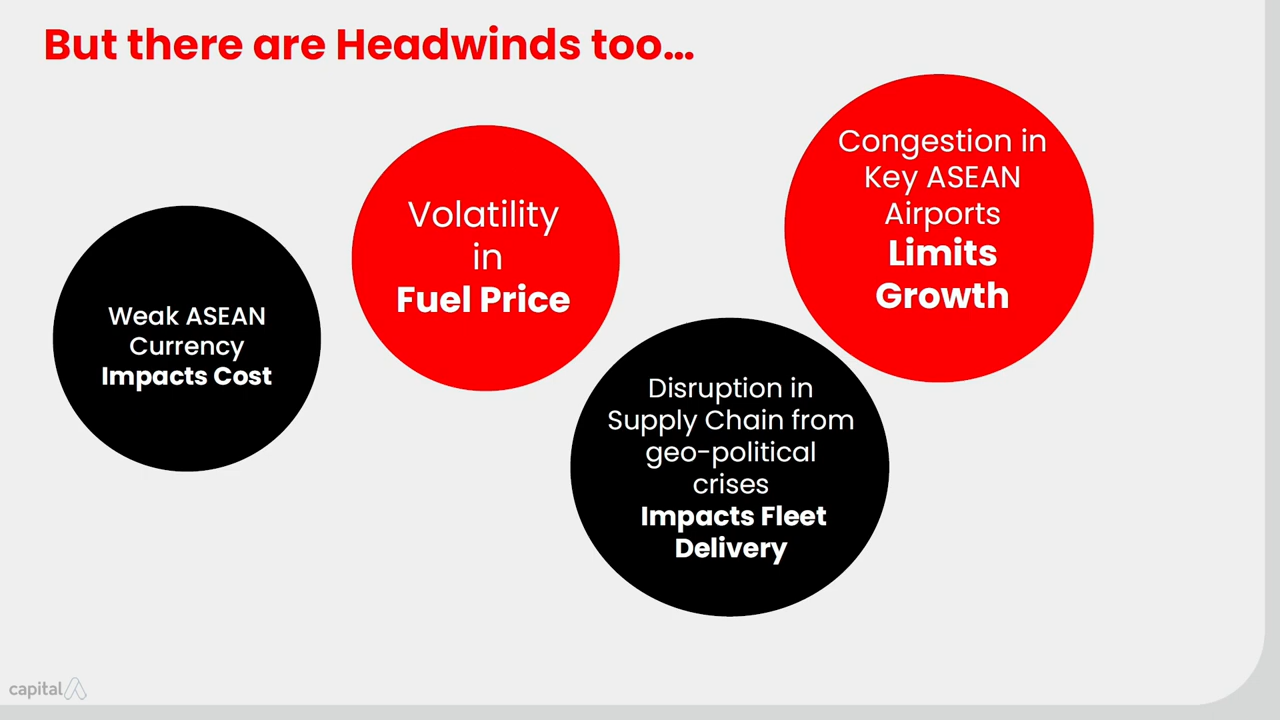 But there are Headwinds too...
Weak ASEAN
Currency
Impacts Cost
Volatility
in
Fuel Price
Disruption in
Supply Chain from
geo-political
crises
Impacts Fleet
Delivery
Congestion in
Key ASEAN
Airports
Limits
Growth
capital